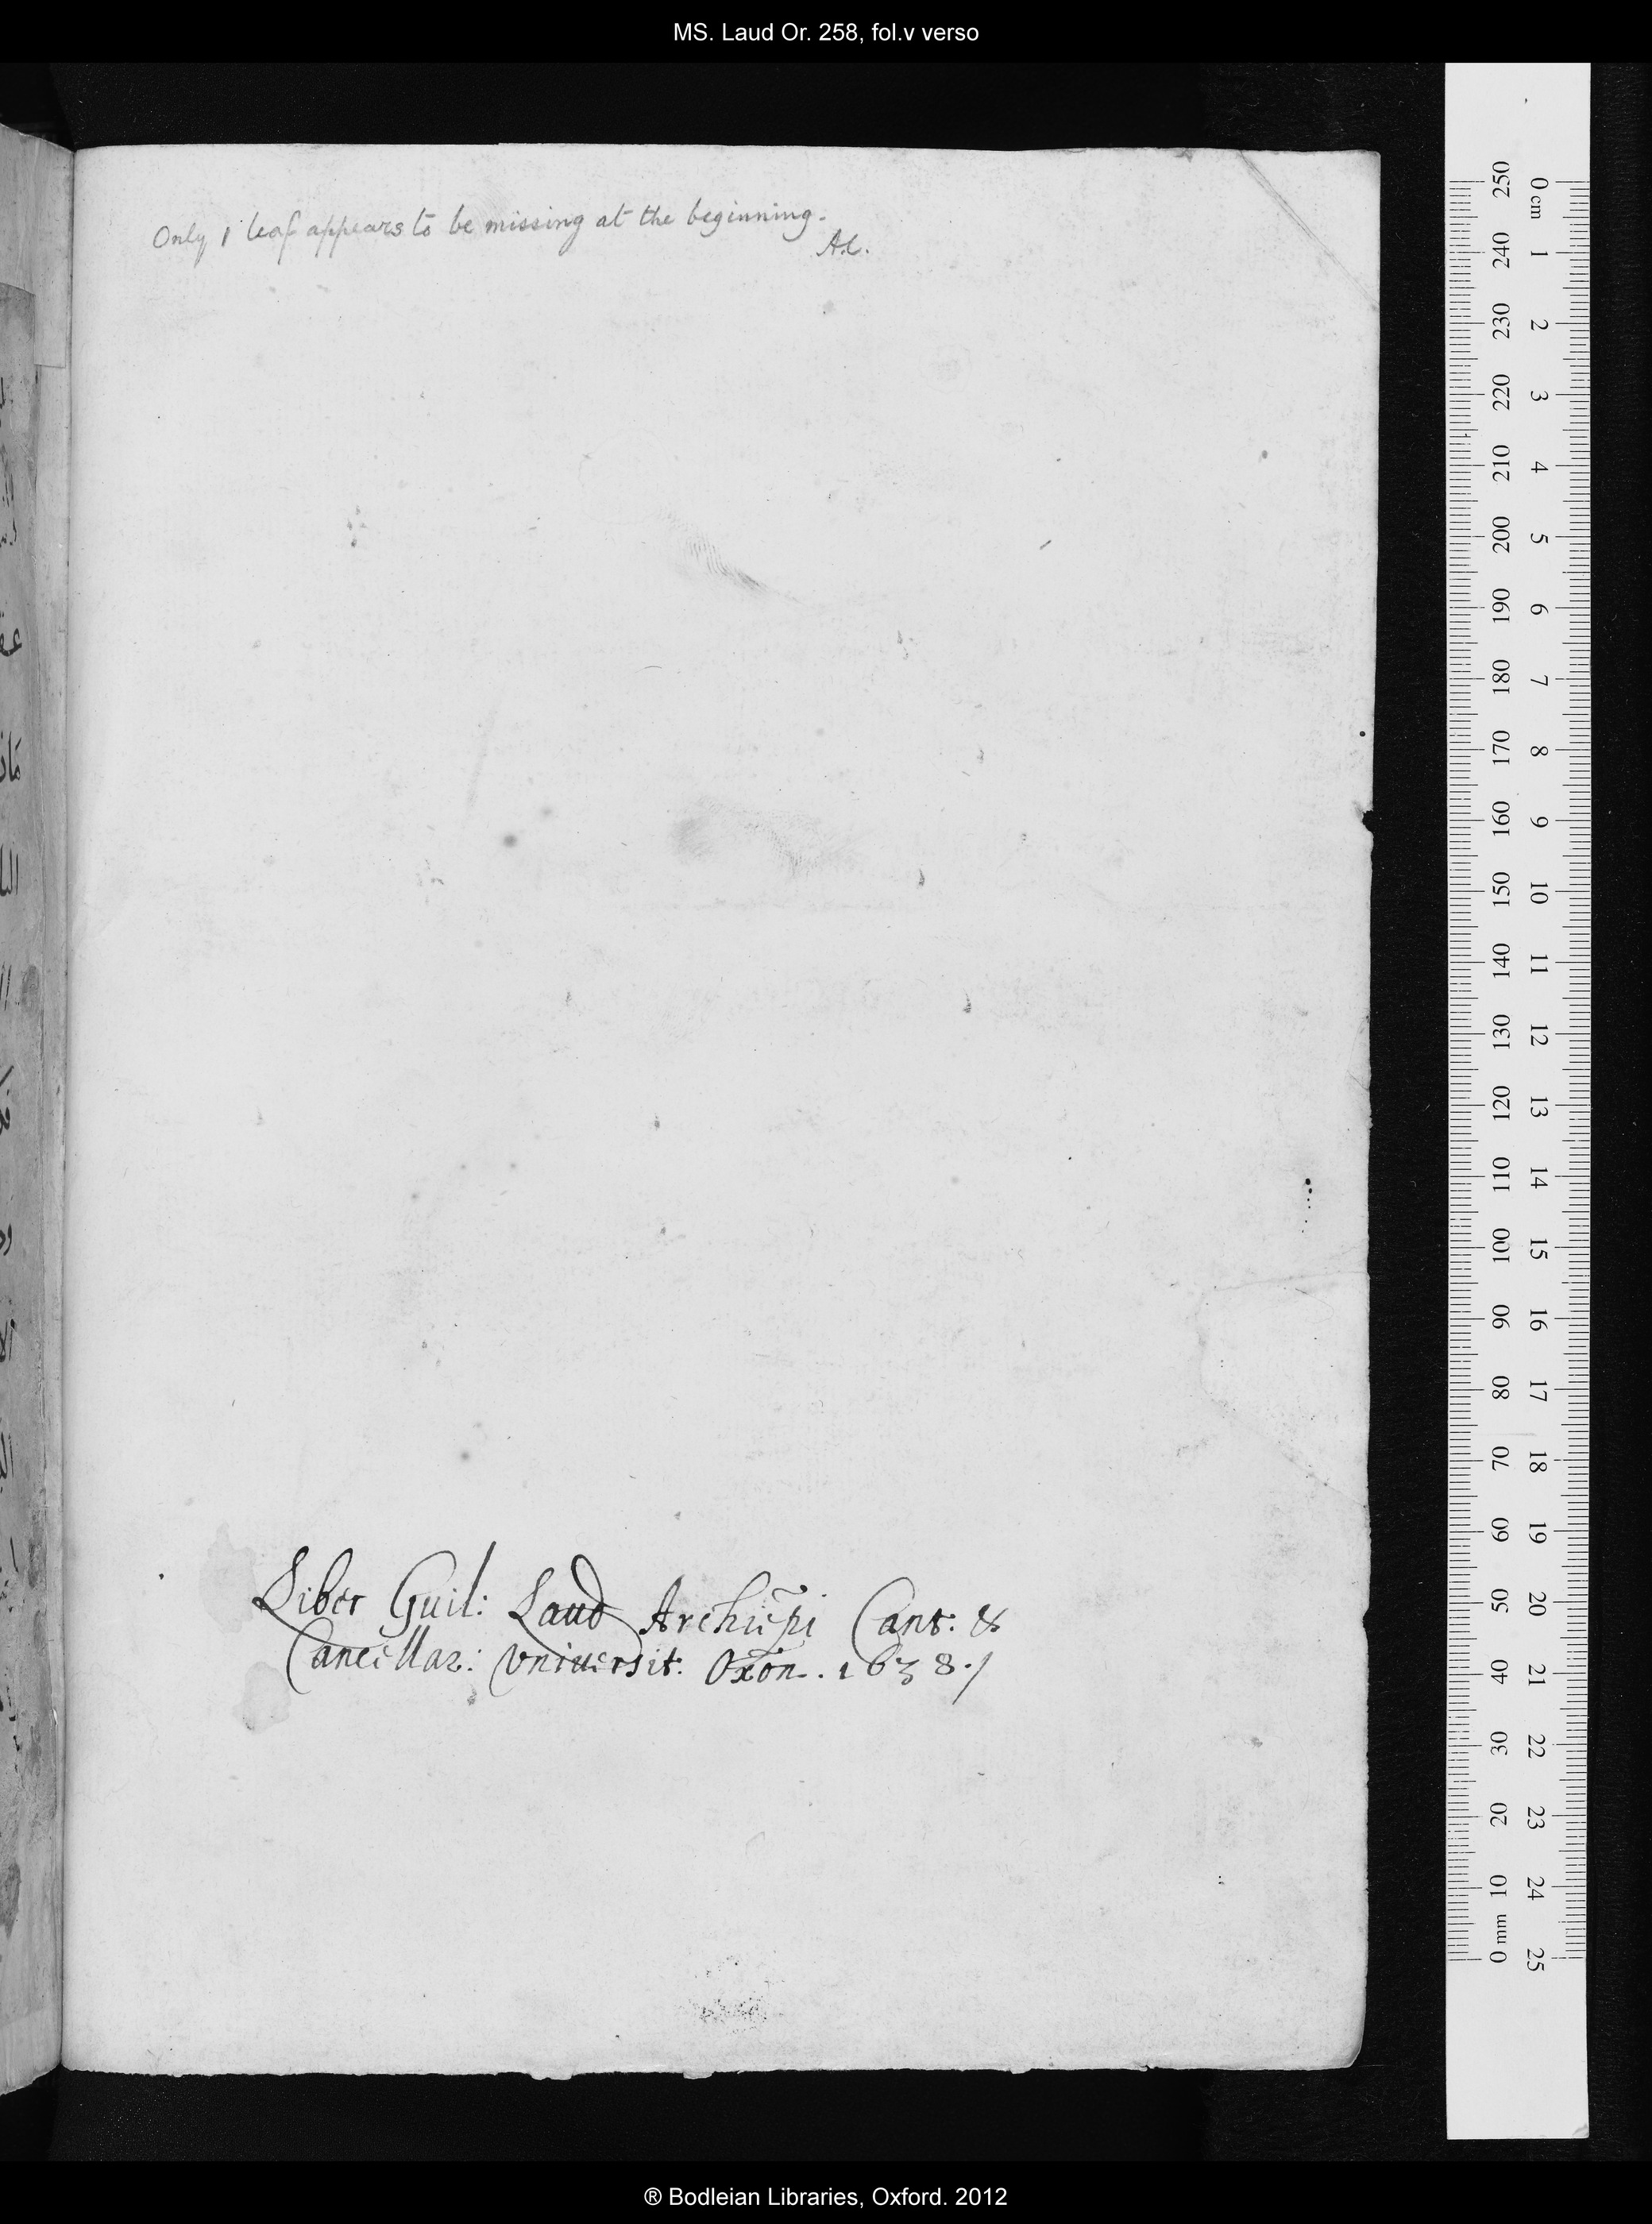 MS. Laud Or. 258, fol.v verso
Only 1 leaf appears to be missing at the beginning.
Liber Guil: Laud Archiẽpi Cant: &
Cancellar: Vniuersit: Oxon. 1638./
0 cm 1 2 3 4 5 6 7 8 9 10 11 12 13 14 15 16 17 18 19 20 21 22 23 24 25
250 240 230 220 210 200 190 180 170 160 150 140 130 120 110 100 90 80 70 60 50 40 30 20 10 0 mm
® Bodleian Libraries, Oxford. 2012